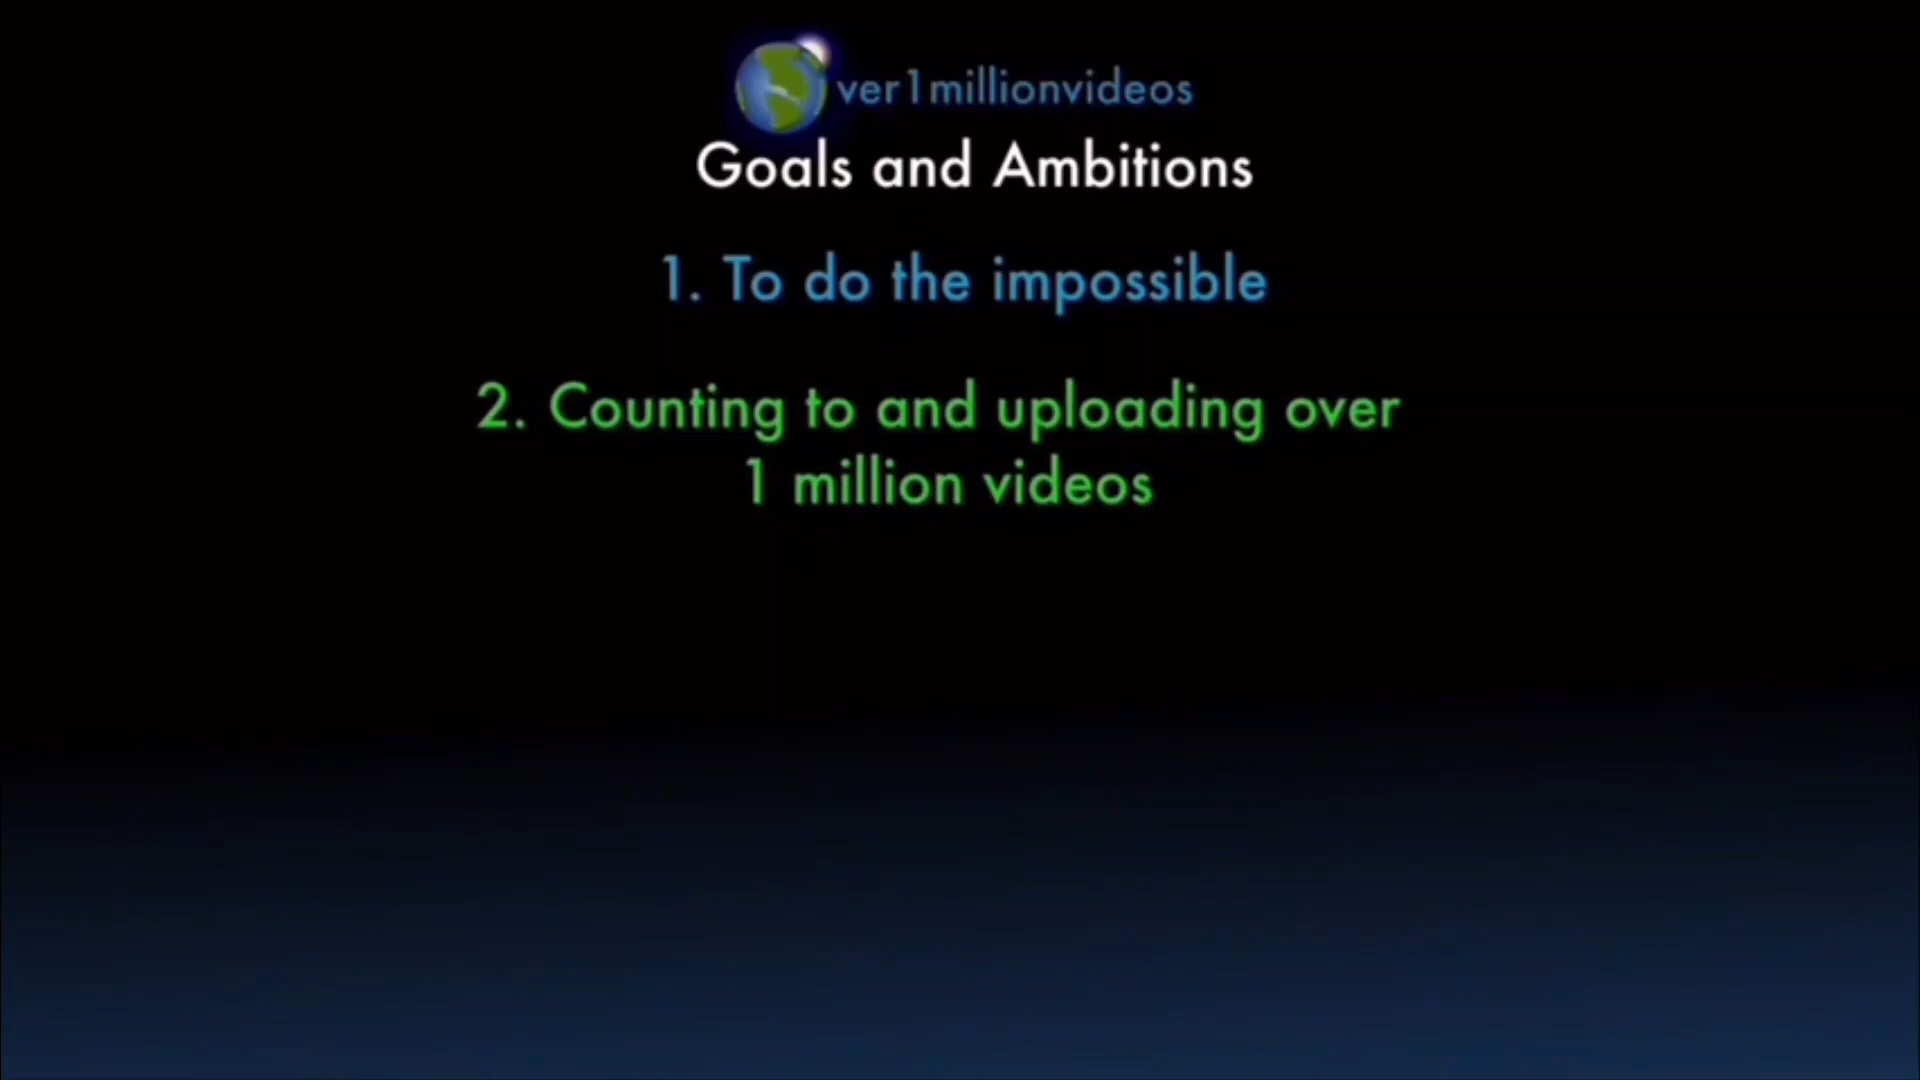 ver1millionvideos
Goals and Ambitions
1. To do the impossible
2. Counting to and uploading over
1 million videos